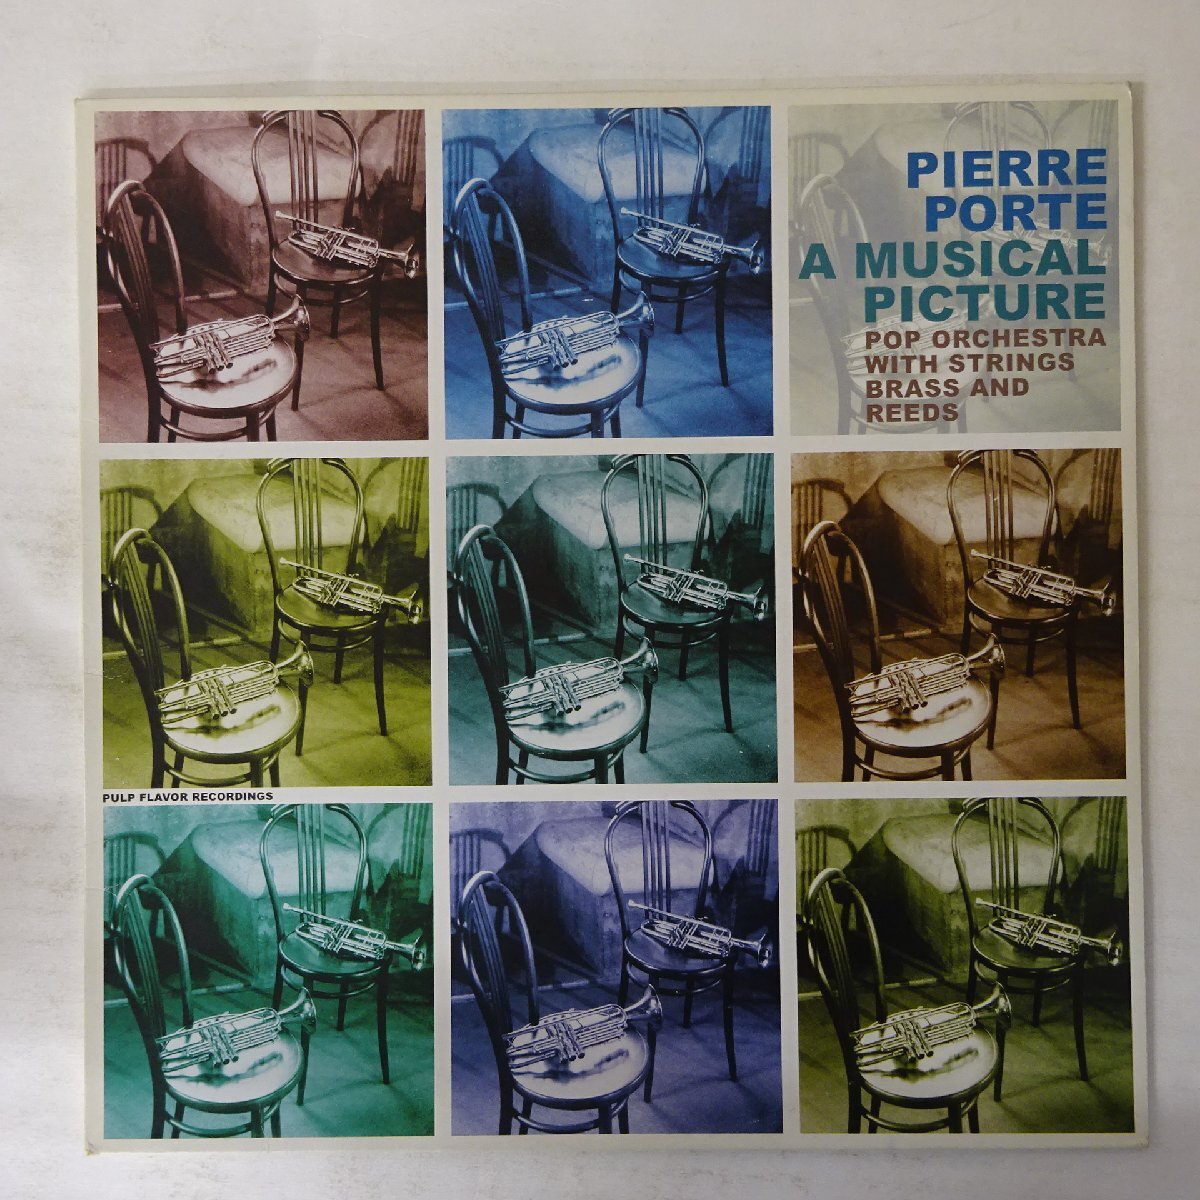 PIERRE
PORTE
A MUSICAL
PICTURE
POP ORCHESTRA
WITH STRINGS
BRASS AND
REEDS
PULP FLAVOR RECORDINGS